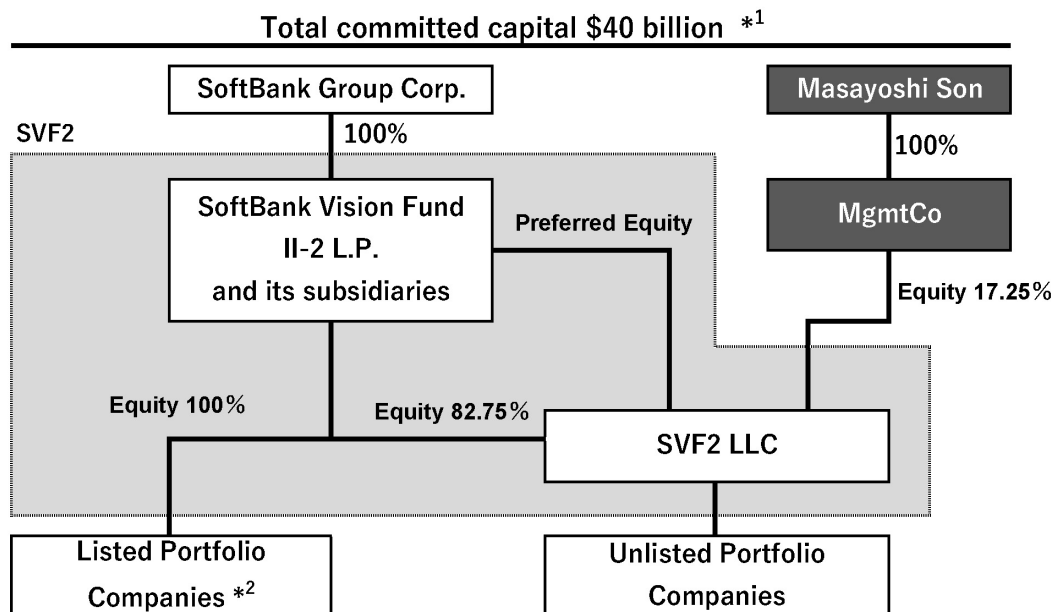 Total committed capital $40 billion *1
SoftBank Group Corp.
Masayoshi Son
SVF2
100%
100%
SoftBank Vision Fund
II-2 L.P.
and its subsidiaries
Preferred Equity
MgmtCo
Equity 17.25%
Equity 100%
Equity 82.75%
SVF2 LLC
Listed Portfolio
Companies *2
Unlisted Portfolio
Companies